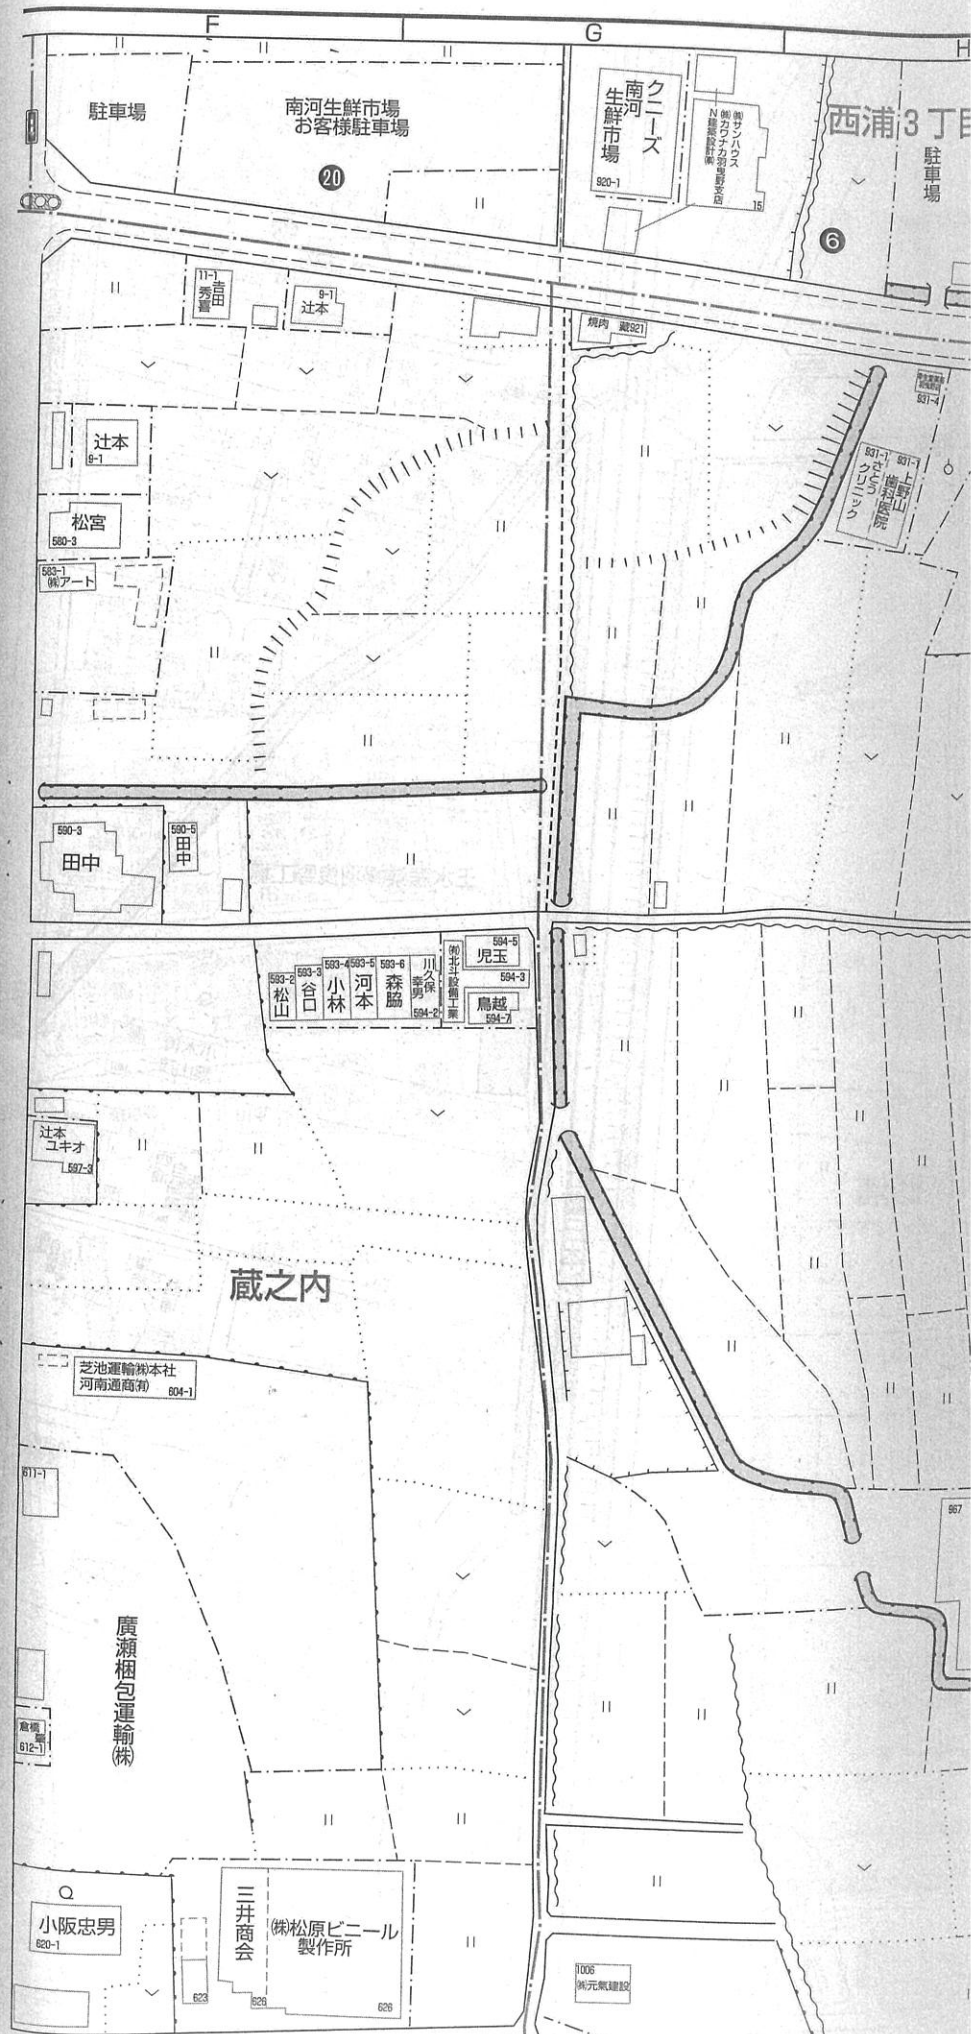 F
G
H
駐車場
南河生鮮市場
お客様駐車場
20
クニーズ
南河
生鮮市場
920-1
㈱サンハウス
㈱カワナカ羽曳野支店
N建築設計㈱
15
西浦3丁目
駐車場
6
11-1
吉田
秀喜
9-1
辻本
焼肉 蔵921
931-4
931-1
上野山
歯科医院
931-1
さとう
クリニック
辻本
9-1
松宮
580-3
583-1
㈱アート
590-3
田中
590-5
田中
593-2
松山
593-3
谷口
593-4
小林
593-5
河本
593-6
森脇
川久保
幸男
594-2
㈲北斗設備工業
594-5
児玉
594-3
鳥越
594-7
辻本
ユキオ
597-3
蔵之内
芝池運輸㈱本社
河南通商㈲
604-1
611-1
967
廣瀬梱包運輸㈱
倉橋
612-1
小阪忠男
620-1
623
三井商会
626
㈱松原ビニール
製作所
626
1006
㈱元氣建設